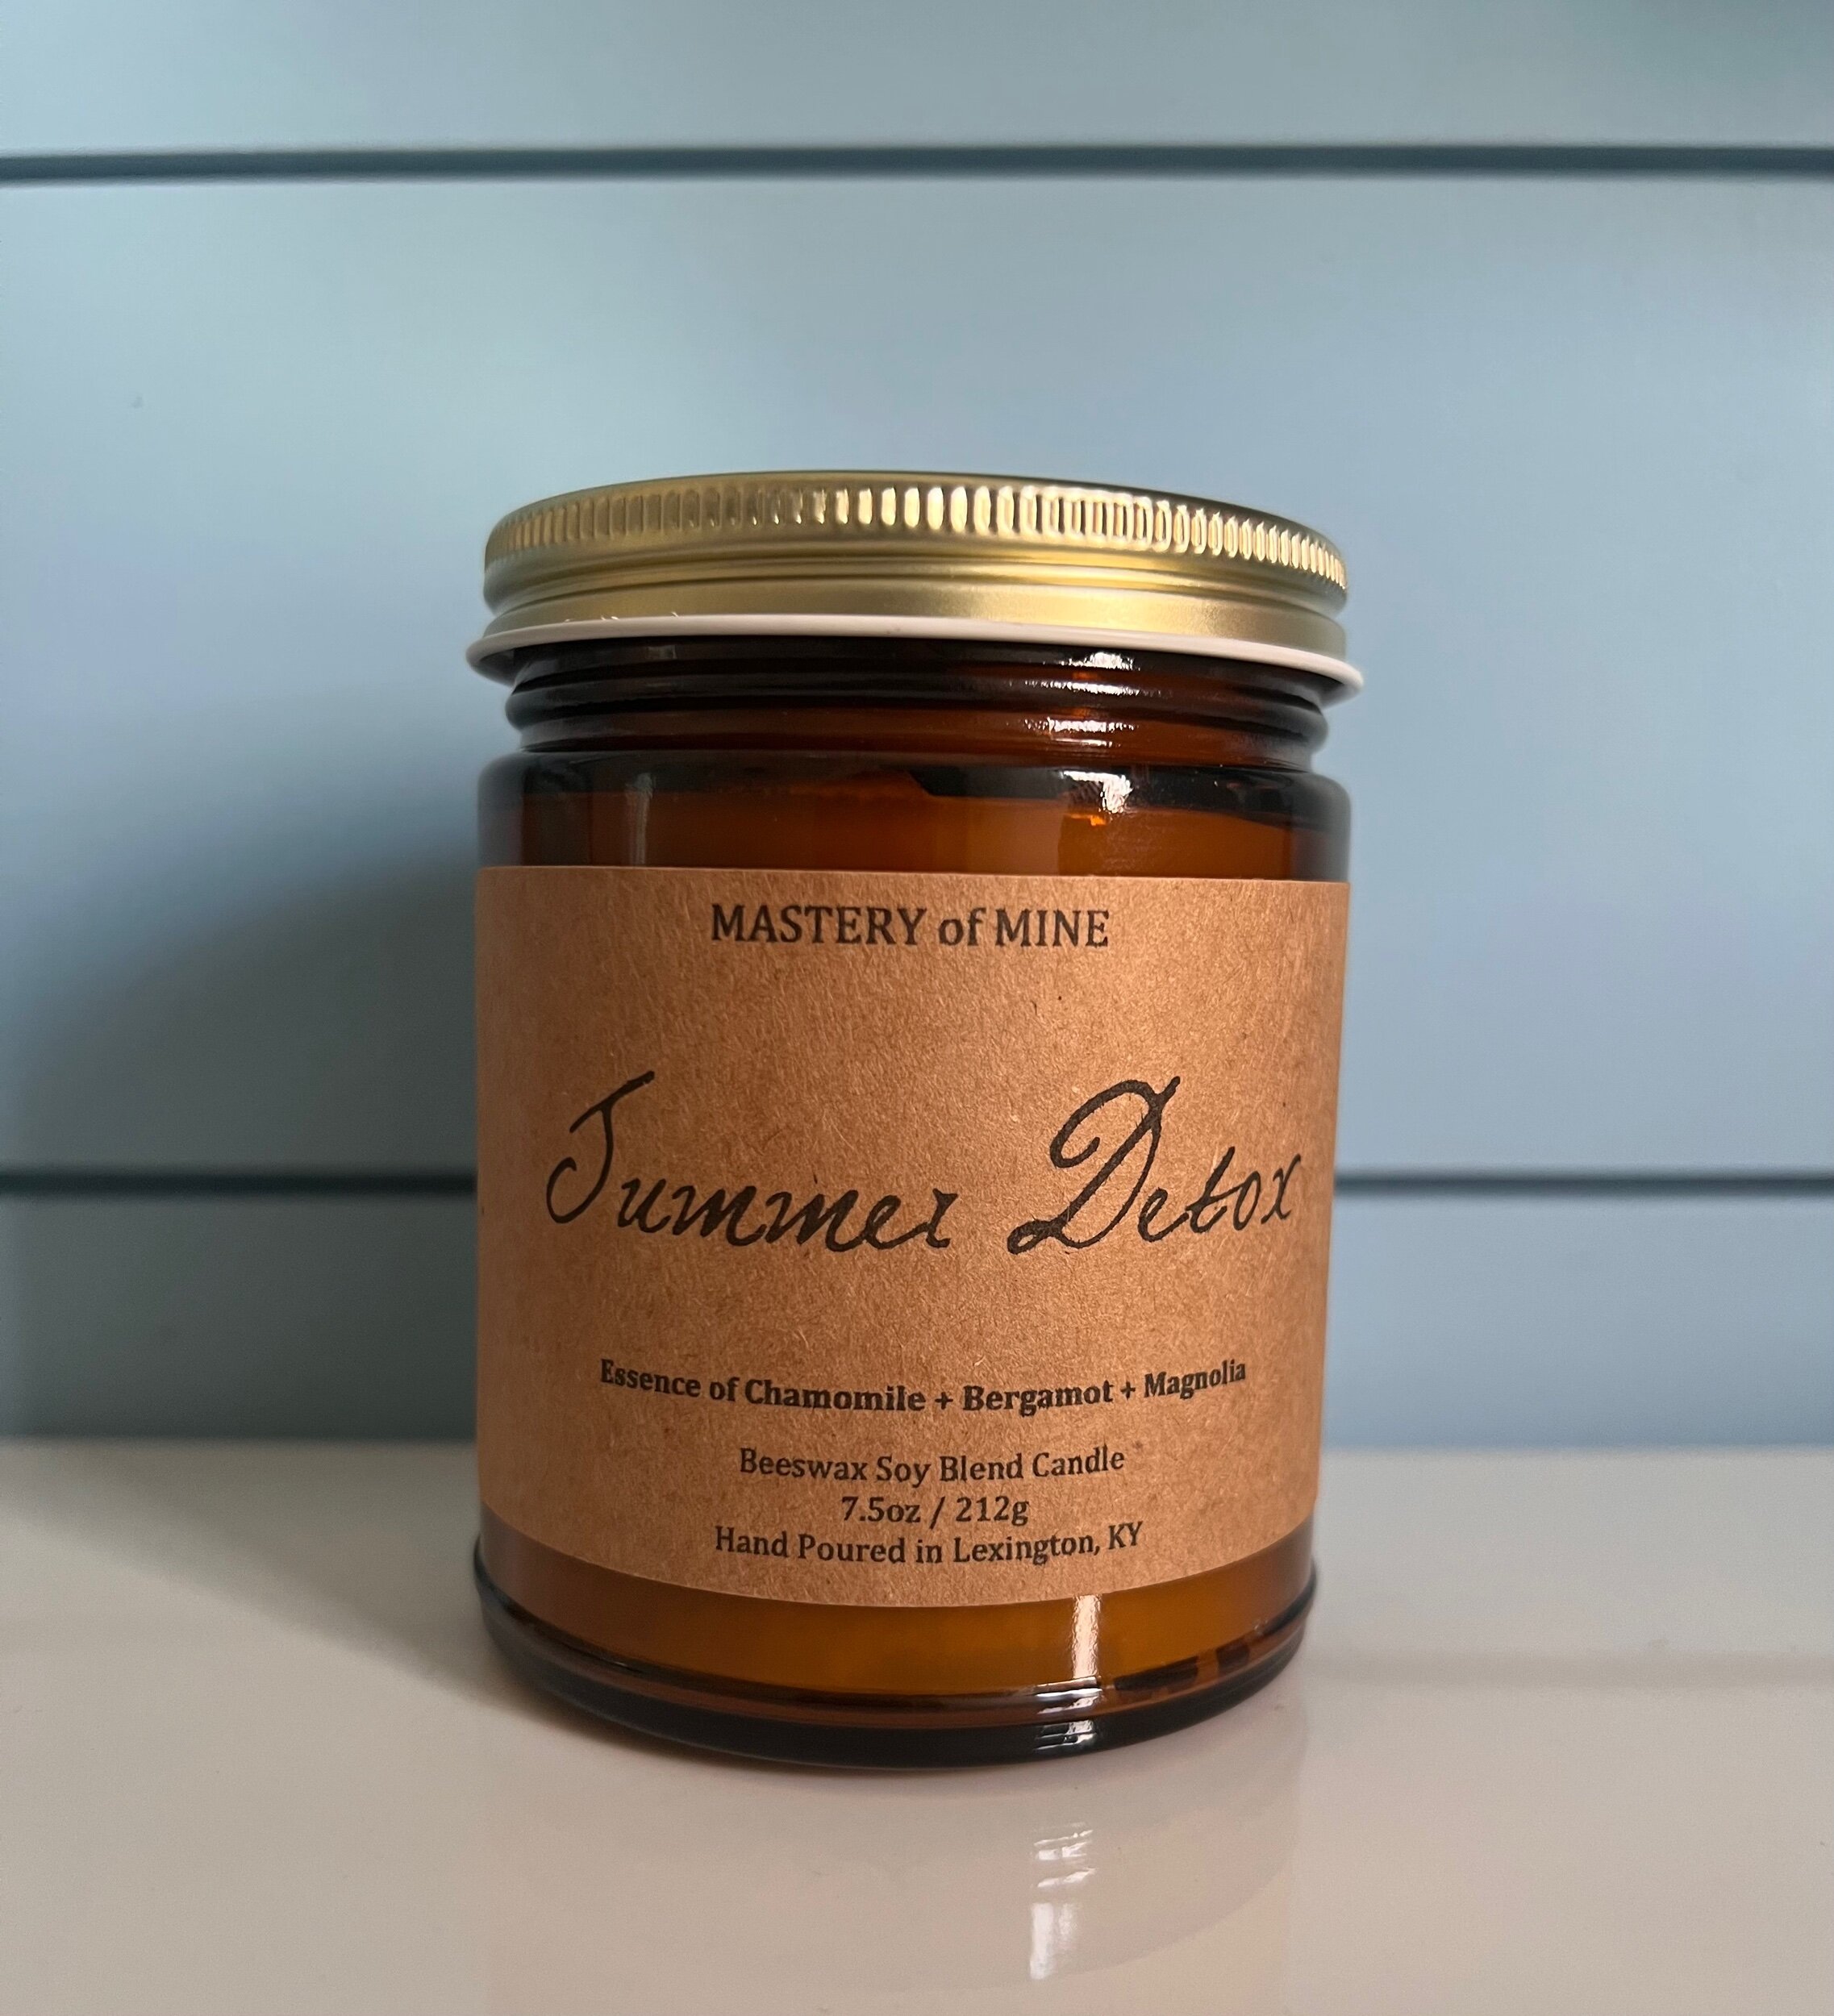 MASTERY of MINE
Summer Detox
Essence of Chamomile + Bergamot + Magnolia
Beeswax Soy Blend Candle
7.5oz / 212g
Hand Poured in Lexington, KY